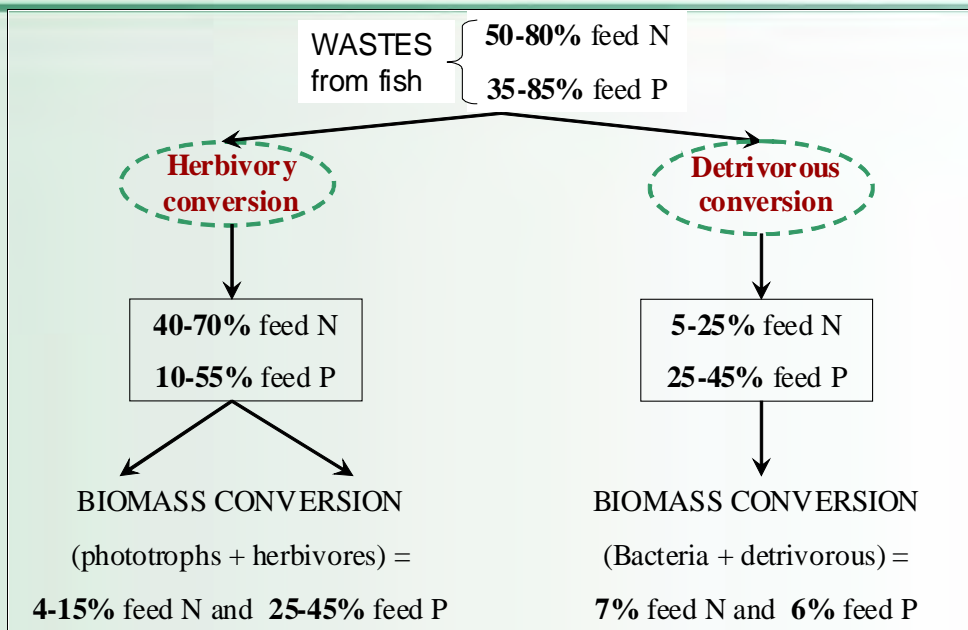 WASTES
from fish
50-80% feed N
35-85% feed P
Herbivory
conversion
Detrivorous
conversion
40-70% feed N
10-55% feed P
5-25% feed N
25-45% feed P
BIOMASS CONVERSION
(phototrophs + herbivores) =
4-15% feed N and 25-45% feed P
BIOMASS CONVERSION
(Bacteria + detrivorous) =
7% feed N and 6% feed P